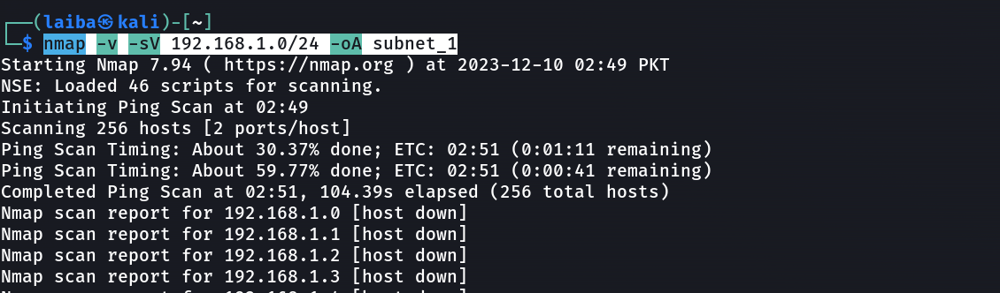 ┌──(laiba㉿kali)-[~]
└─$ nmap -v -sV 192.168.1.0/24 -oA subnet_1
Starting Nmap 7.94 ( https://nmap.org ) at 2023-12-10 02:49 PKT
NSE: Loaded 46 scripts for scanning.
Initiating Ping Scan at 02:49
Scanning 256 hosts [2 ports/host]
Ping Scan Timing: About 30.37% done; ETC: 02:51 (0:01:11 remaining)
Ping Scan Timing: About 59.77% done; ETC: 02:51 (0:00:41 remaining)
Completed Ping Scan at 02:51, 104.39s elapsed (256 total hosts)
Nmap scan report for 192.168.1.0 [host down]
Nmap scan report for 192.168.1.1 [host down]
Nmap scan report for 192.168.1.2 [host down]
Nmap scan report for 192.168.1.3 [host down]